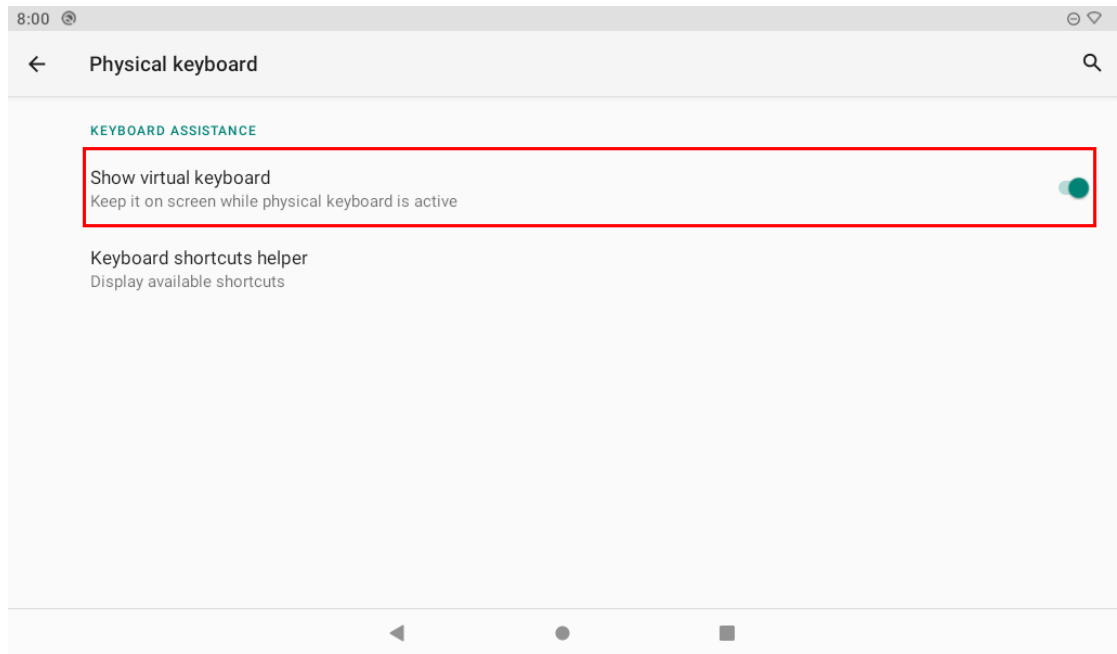 8:00
Physical keyboard
KEYBOARD ASSISTANCE
Show virtual keyboard
Keep it on screen while physical keyboard is active
Keyboard shortcuts helper
Display available shortcuts